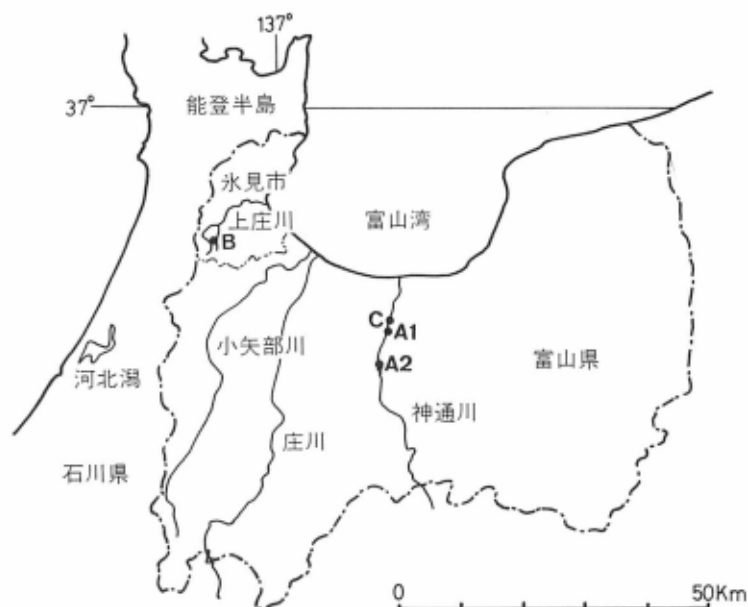 137°
37°
能登半島
氷見市
上庄川
富山湾
B
C
A1
小矢部川
富山県
河北潟
A2
神通川
庄川
石川県
0
50Km